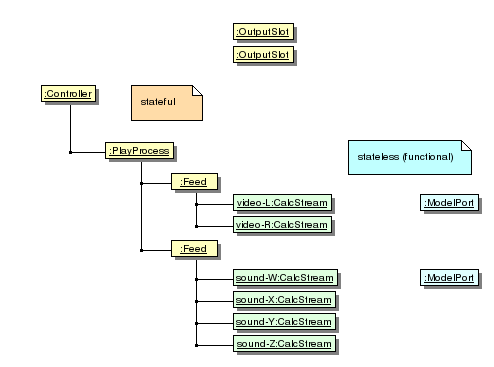 :OutputSlot
:OutputSlot
:Controller
stateful
:PlayProcess
stateless (functional)
:Feed
video-L:CalcStream
:ModelPort
video-R:CalcStream
:Feed
sound-W:CalcStream
:ModelPort
sound-X:CalcStream
sound-Y:CalcStream
sound-Z:CalcStream